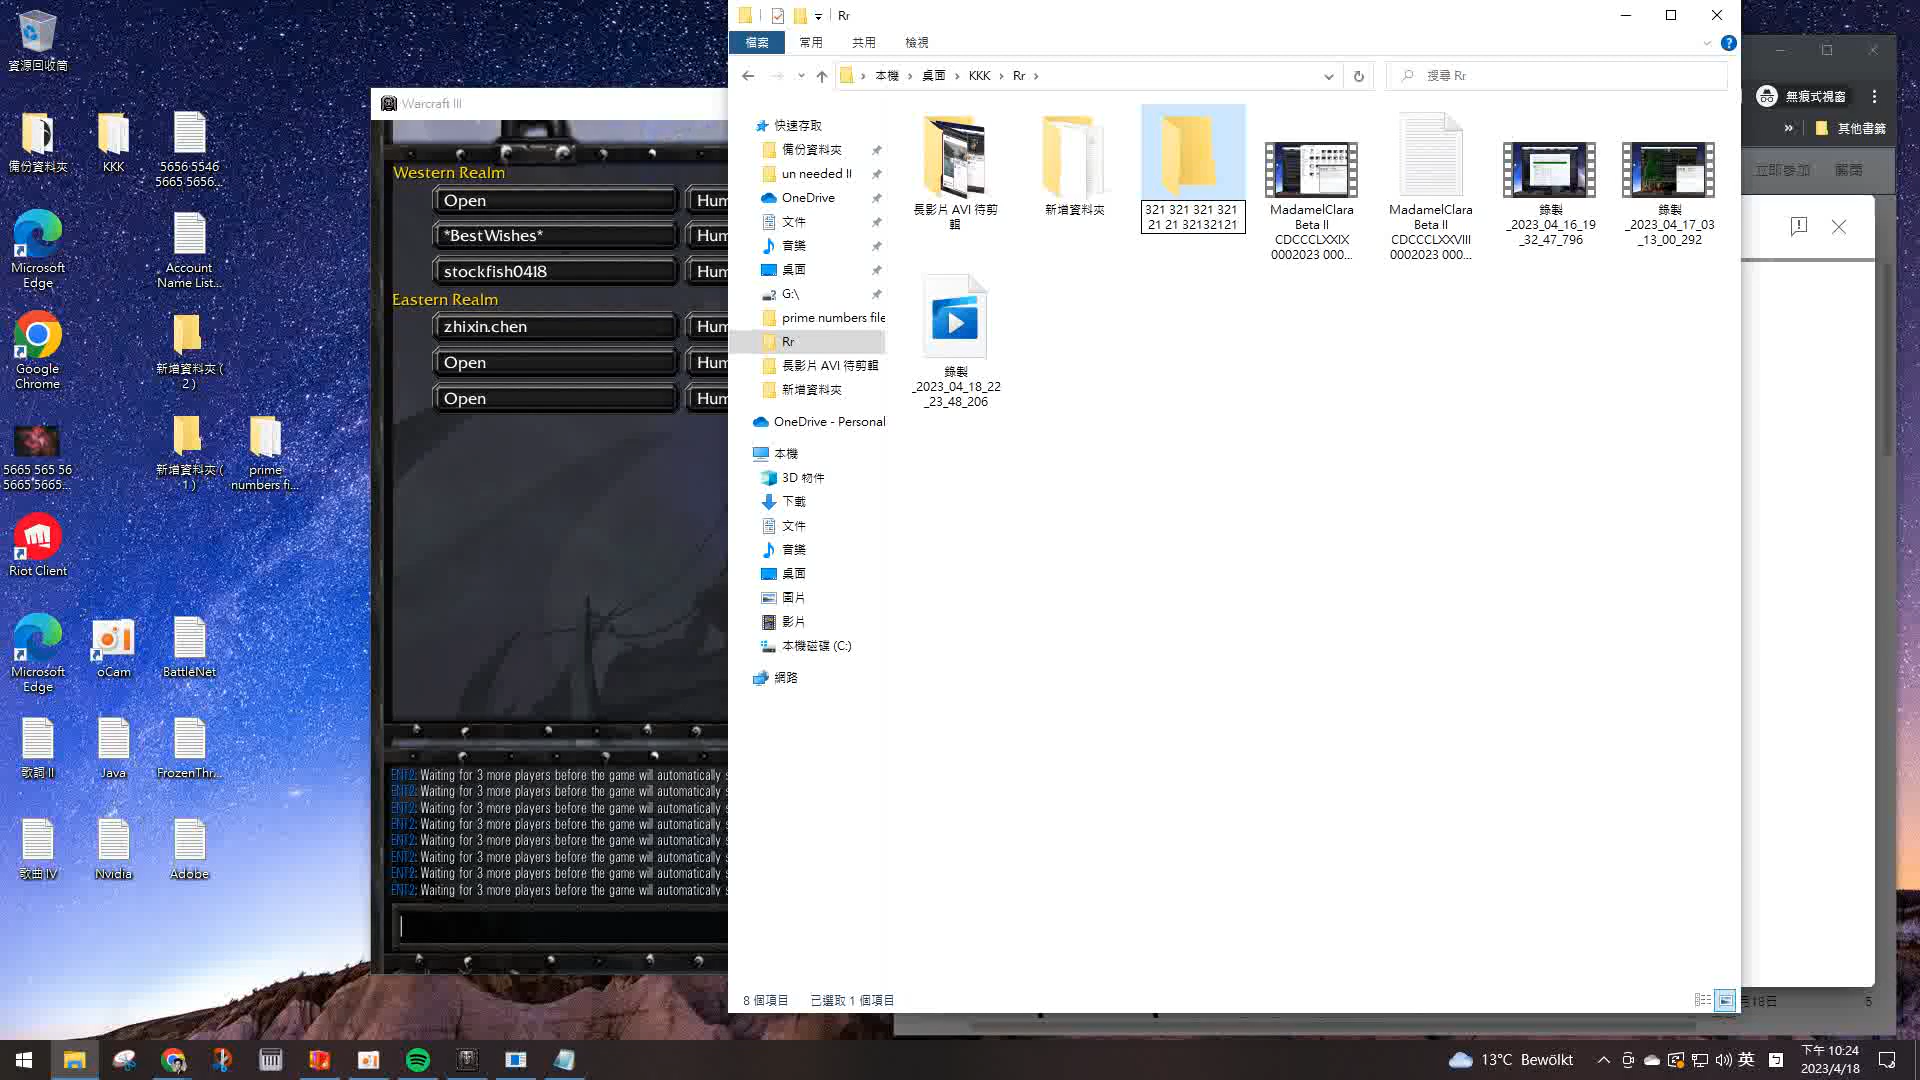 資源回收筒
備份資料夾
KKK
5656 5546
5665 5656...
Microsoft
Edge
Account
Name List...
Google
Chrome
新增資料夾 (
2 )
5665 565 56
5665 5665...
新增資料夾 (
1 )
prime
numbers fi...
Riot Client
Microsoft
Edge
oCam
BattleNet
歌詞 II
Java
FrozenThr...
歌曲 IV
Nvidia
Adobe
Warcraft III
Western Realm
Open
Hum
*BestWishes*
Hum
stockfish0418
Hum
Eastern Realm
zhixin.chen
Hum
Open
Hum
Open
Hum
ENT2: Waiting for 3 more players before the game will automatically s
ENT2: Waiting for 3 more players before the game will automatically s
ENT2: Waiting for 3 more players before the game will automatically s
ENT2: Waiting for 3 more players before the game will automatically s
ENT2: Waiting for 3 more players before the game will automatically s
ENT2: Waiting for 3 more players before the game will automatically s
ENT2: Waiting for 3 more players before the game will automatically s
ENT2: Waiting for 3 more players before the game will automatically s
Rr
檔案
常用
共用
檢視
本機 › 桌面 › KKK › Rr ›
搜尋 Rr
快速存取
備份資料夾
un needed II
OneDrive
文件
音樂
桌面
G:\
prime numbers file
Rr
長影片 AVI 待剪輯
新增資料夾
OneDrive - Personal
本機
3D 物件
下載
文件
音樂
桌面
圖片
影片
本機磁碟 (C:)
網路
長影片 AVI 待剪
輯
新增資料夾
321 321 321 321
21 21 32132121
MadamelClara
Beta II
CDCCCLXXIX
0002023 000...
MadamelClara
Beta II
CDCCCLXXVIII
0002023 000...
錄製
_2023_04_16_19
_32_47_796
錄製
_2023_04_17_03
_13_00_292
錄製
_2023_04_18_22
_23_48_206
8 個項目
已選取 1 個項目
無痕式視窗
其他書籤
立即參加
月18日
5
13°C Bewölkt
英
下午 10:24
2023/4/18